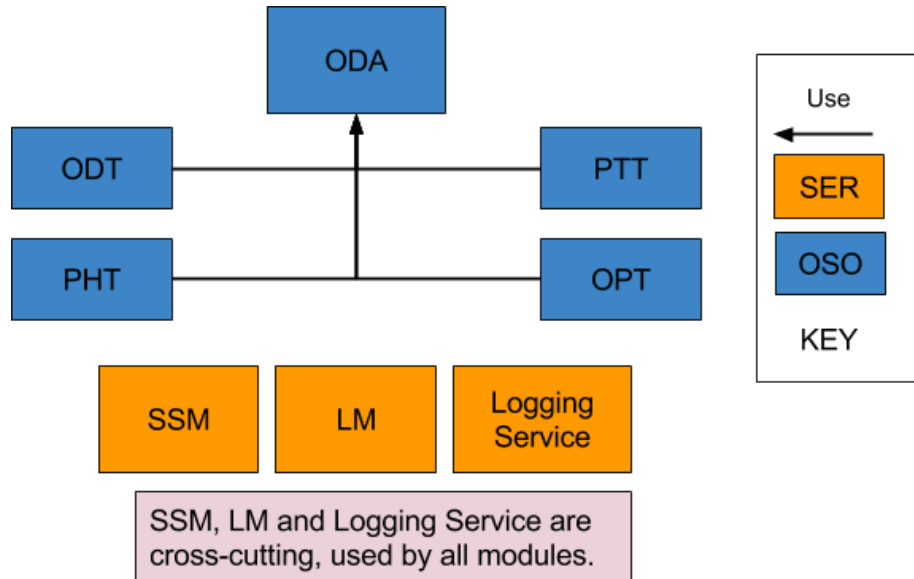 ODA
ODT
PTT
PHT
OPT
SSM
LM
Logging
Service
SSM, LM and Logging Service are
cross-cutting, used by all modules.
Use
SER
OSO
KEY